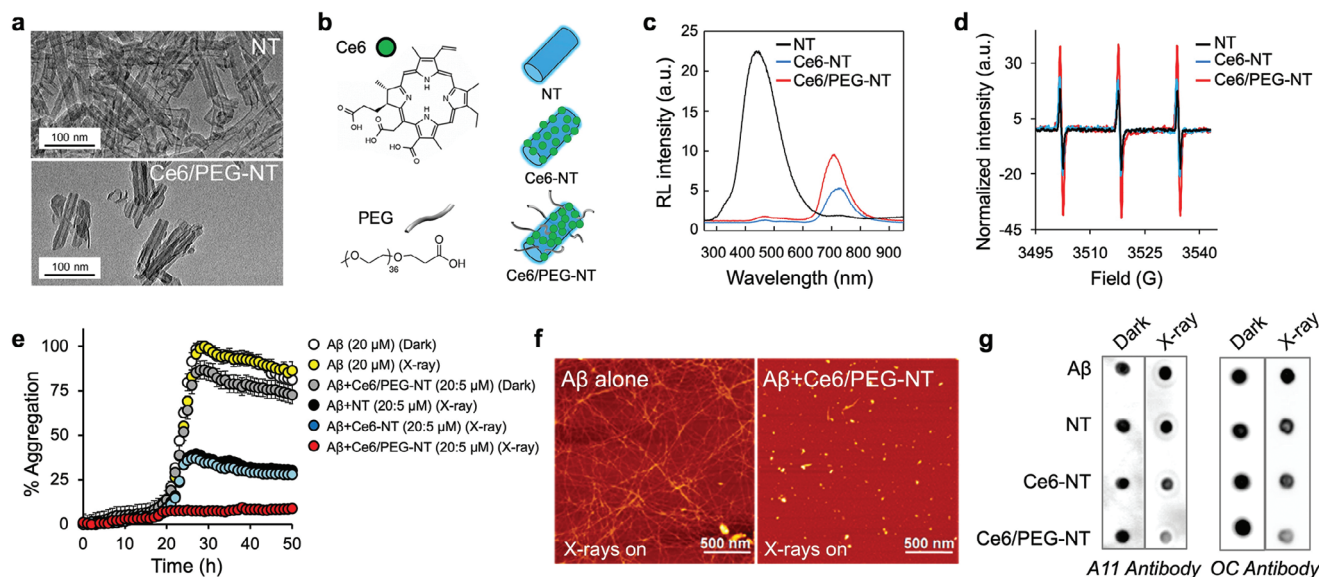 a
NT
100 nm
Ce6/PEG-NT
100 nm
b
Ce6
NH
N
N
HN
O
HO
HO
O
HO
O
PEG
O
36
O
O
OH
NT
Ce6-NT
Ce6/PEG-NT
c
RL intensity (a.u.)
25
20
15
10
5
0
300 400 500 600 700 800 900
Wavelength (nm)
NT
Ce6-NT
Ce6/PEG-NT
d
Normalized intensity (a.u.)
30
5
-20
-45
3495 3510 3525 3540
Field (G)
NT
Ce6-NT
Ce6/PEG-NT
e
% Aggregation
100
75
50
25
0
0 10 20 30 40 50
Time (h)
Aβ (20 μM) (Dark)
Aβ (20 μM) (X-ray)
Aβ+Ce6/PEG-NT (20:5 μM) (Dark)
Aβ+NT (20:5 μM) (X-ray)
Aβ+Ce6-NT (20:5 μM) (X-ray)
Aβ+Ce6/PEG-NT (20:5 μM) (X-ray)
f
Aβ alone
X-rays on
500 nm
Aβ+Ce6/PEG-NT
X-rays on
500 nm
g
Dark X-ray Dark X-ray
Aβ
NT
Ce6-NT
Ce6/PEG-NT
A11 Antibody OC Antibody